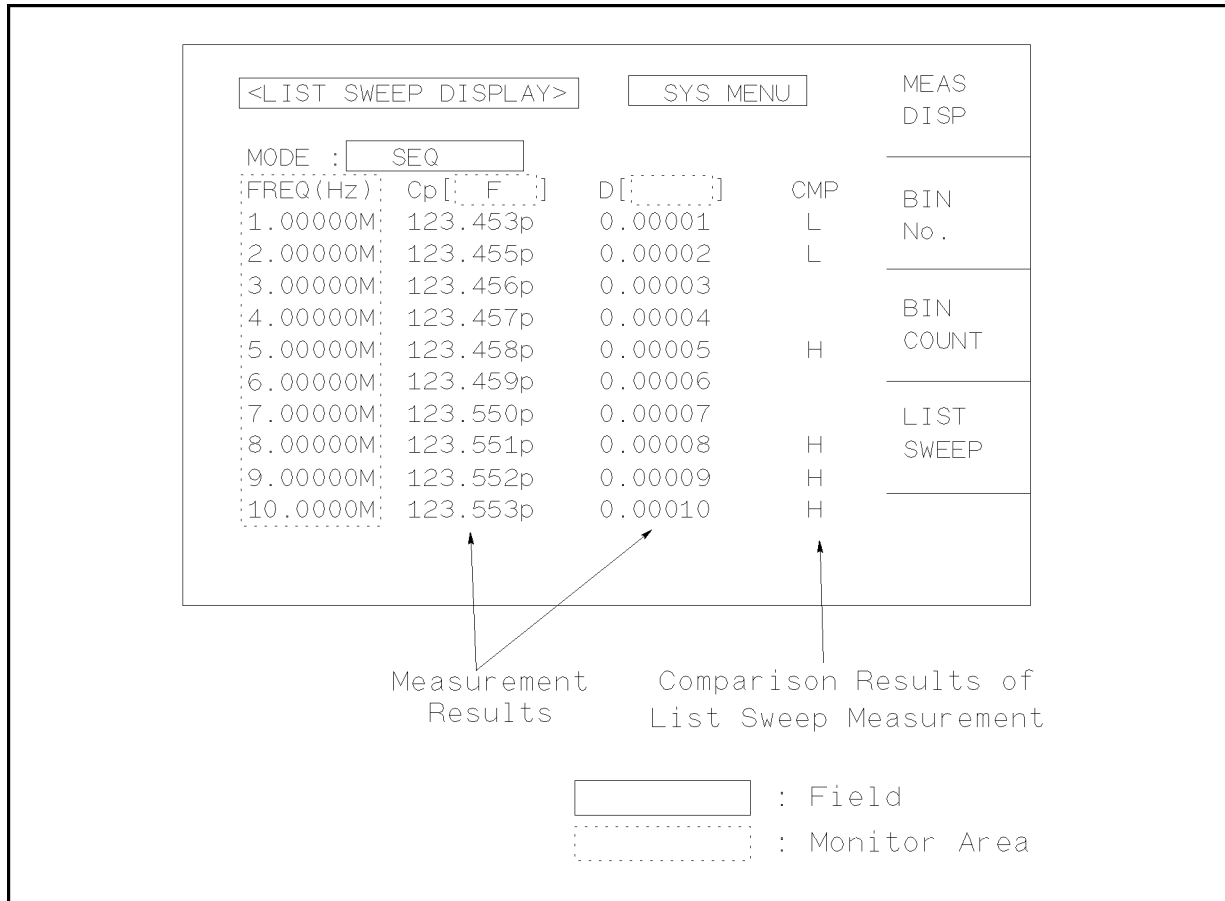 <LIST SWEEP DISPLAY>
SYS MENU
MODE : SEQ
FREQ(Hz) Cp[ F ] D[ ] CMP
1.00000M 123.453p 0.00001 L
2.00000M 123.455p 0.00002 L
3.00000M 123.456p 0.00003
4.00000M 123.457p 0.00004
5.00000M 123.458p 0.00005 H
6.00000M 123.459p 0.00006
7.00000M 123.550p 0.00007
8.00000M 123.551p 0.00008 H
9.00000M 123.552p 0.00009 H
10.0000M 123.553p 0.00010 H
MEAS
DISP
BIN
No.
BIN
COUNT
LIST
SWEEP
Measurement
Results
Comparison Results of
List Sweep Measurement
: Field
: Monitor Area